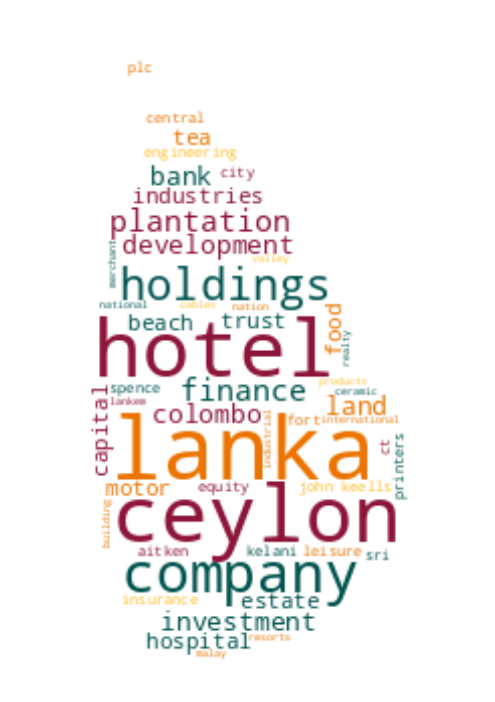 plc
central
tea
engineering
bank city
industries
plantation
development
merchant
valley
holdings
national cables nation
beach trust food
hotel
realty
spence finance products
ceramic
lankem
capital colombo land
fort international
industrial
lanka
ct
printers
motor equity john keells
building
ceylon
aitken kelani leisure sri
company
insurance estate
investment
hospital resorts
malay